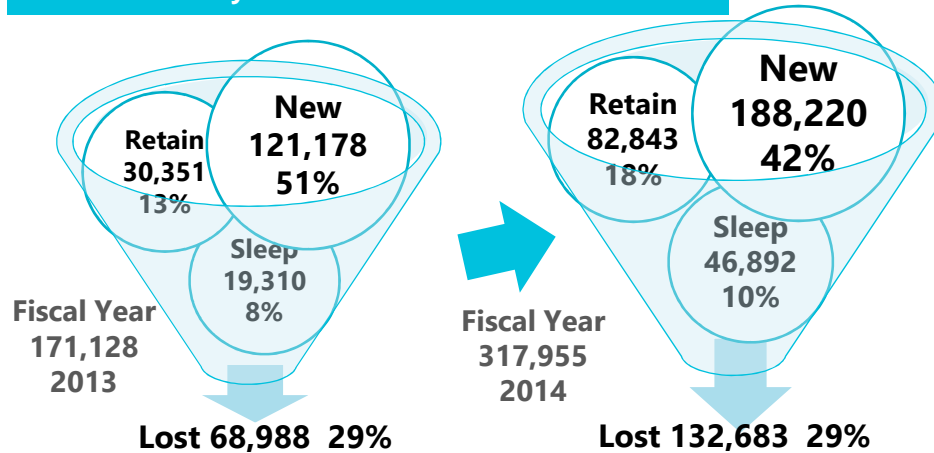 Retain
30,351
13%
New
121,178
51%
Sleep
19,310
8%
Fiscal Year
171,128
2013
Lost 68,988 29%
Retain
82,843
18%
New
188,220
42%
Sleep
46,892
10%
Fiscal Year
317,955
2014
Lost 132,683 29%